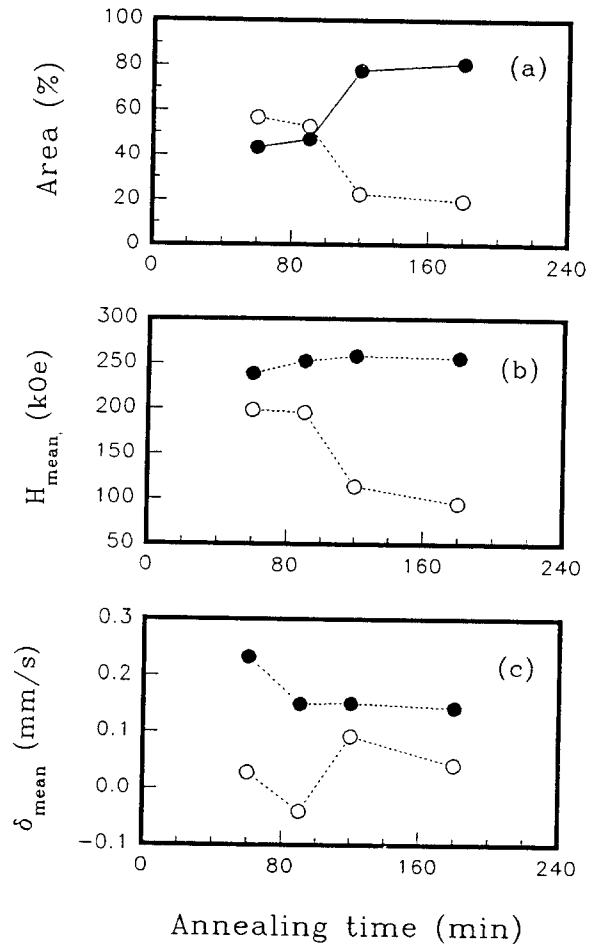 100
80
60
40
20
0
Area (%)
(a)
0 80 160 240
300
250
200
150
100
50
H mean, (kOe)
(b)
0 80 160 240
0.3
0.2
0.1
0.0
−0.1
δ mean (mm/s)
(c)
0 80 160 240
Annealing time (min)